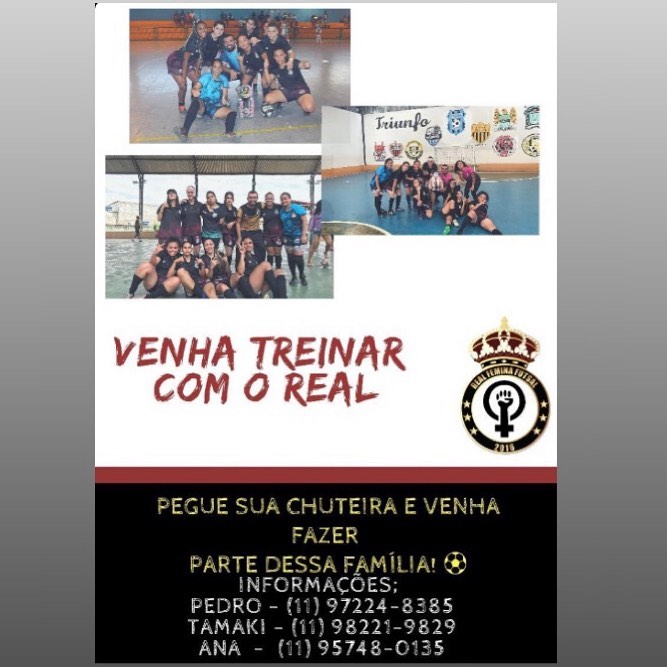 Triunfo
VENHA TREINAR
COM O REAL
REAL FEMINA FUTSAL
2016
PEGUE SUA CHUTEIRA E VENHA
FAZER
PARTE DESSA FAMÍLIA!
INFORMAÇÕES;
PEDRO - (11) 97224-8385
TAMAKI - (11) 98221-9829
ANA - (11) 95748-0135